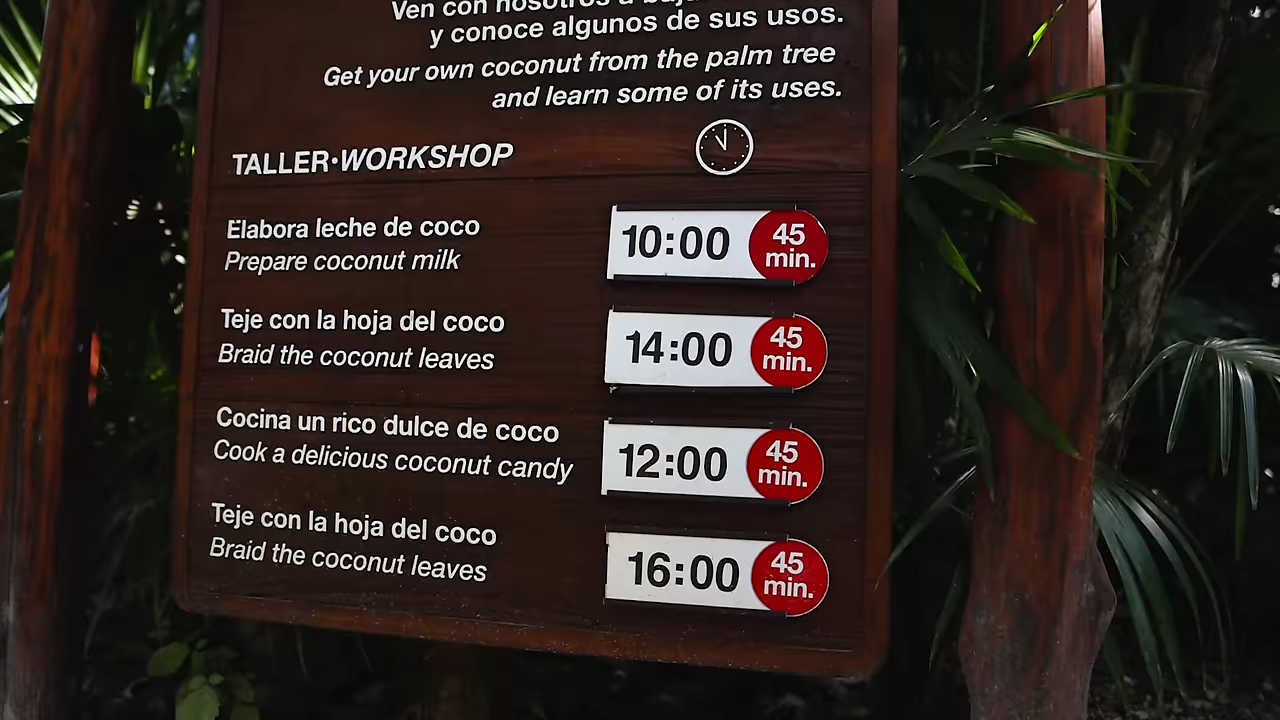 Ven con nosotros a
y conoce algunos de sus usos.
Get your own coconut from the palm tree
and learn some of its uses.
TALLER•WORKSHOP
Elabora leche de coco
Prepare coconut milk
10:00 45 min.
Teje con la hoja del coco
Braid the coconut leaves
14:00 45 min.
Cocina un rico dulce de coco
Cook a delicious coconut candy
12:00 45 min.
Teje con la hoja del coco
Braid the coconut leaves
16:00 45 min.